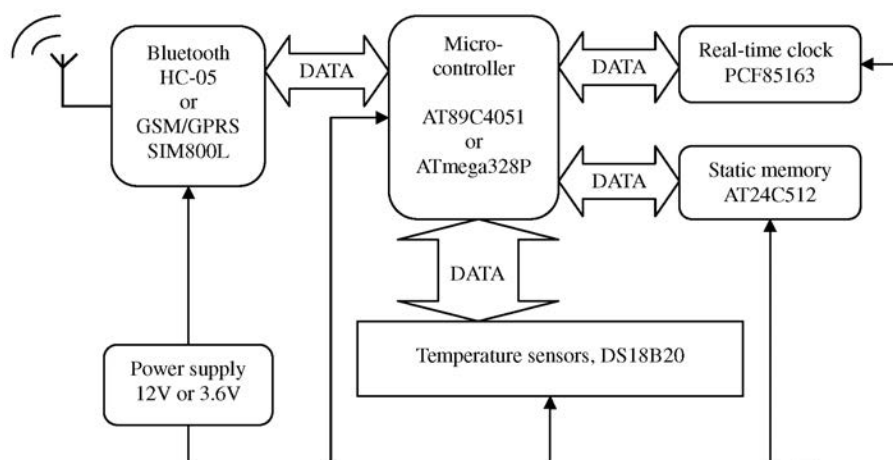 Bluetooth
HC-05
or
GSM/GPRS
SIM800L
DATA
Micro-
controller
AT89C4051
or
ATmega328P
DATA
Real-time clock
PCF85163
DATA
Static memory
AT24C512
DATA
Temperature sensors, DS18B20
Power supply
12V or 3.6V